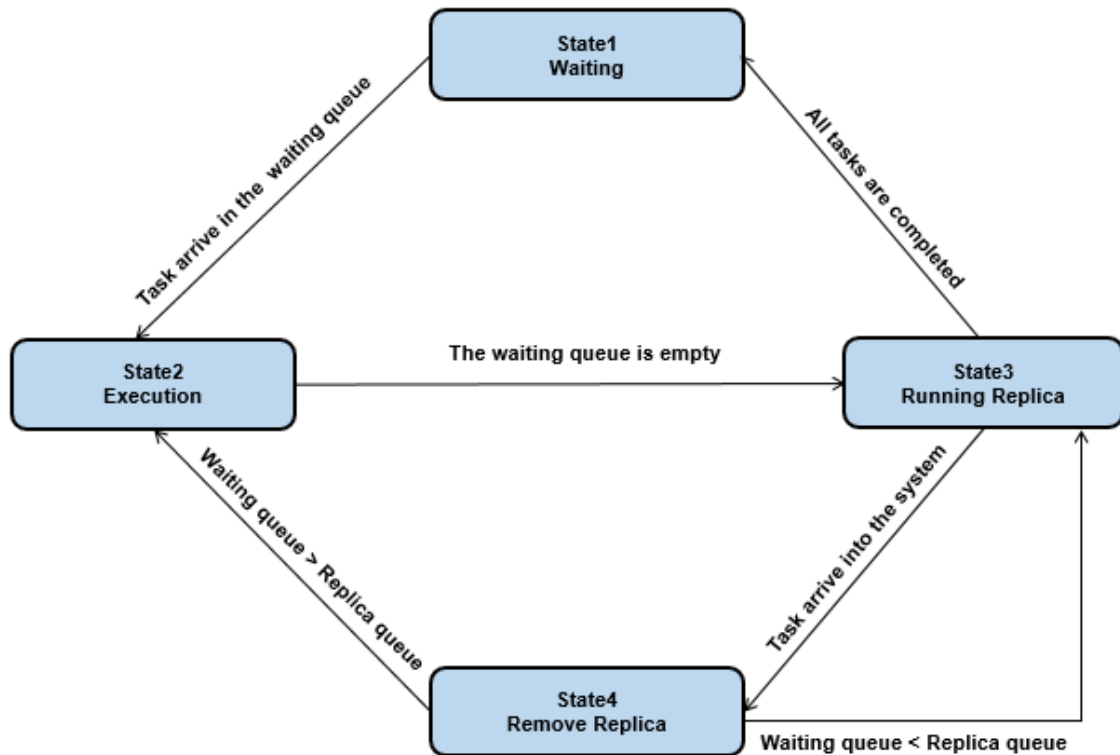 State1
Waiting
Task arrive in the  waiting queue
All tasks are completed
The waiting queue is empty
State2
Execution
State3
Running Replica
Waiting queue > Replica queue
Task arrive into the system
State4
Remove Replica
Waiting queue < Replica queue